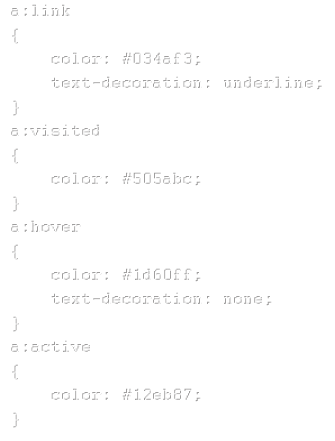 a:link
{
    color: #034af3;
    text-decoration: underline;
}
a:visited
{
    color: #505abc;
}
a:hover
{
    color: #1d60ff;
    text-decoration: none;
}
a:active
{
    color: #12eb87;
}